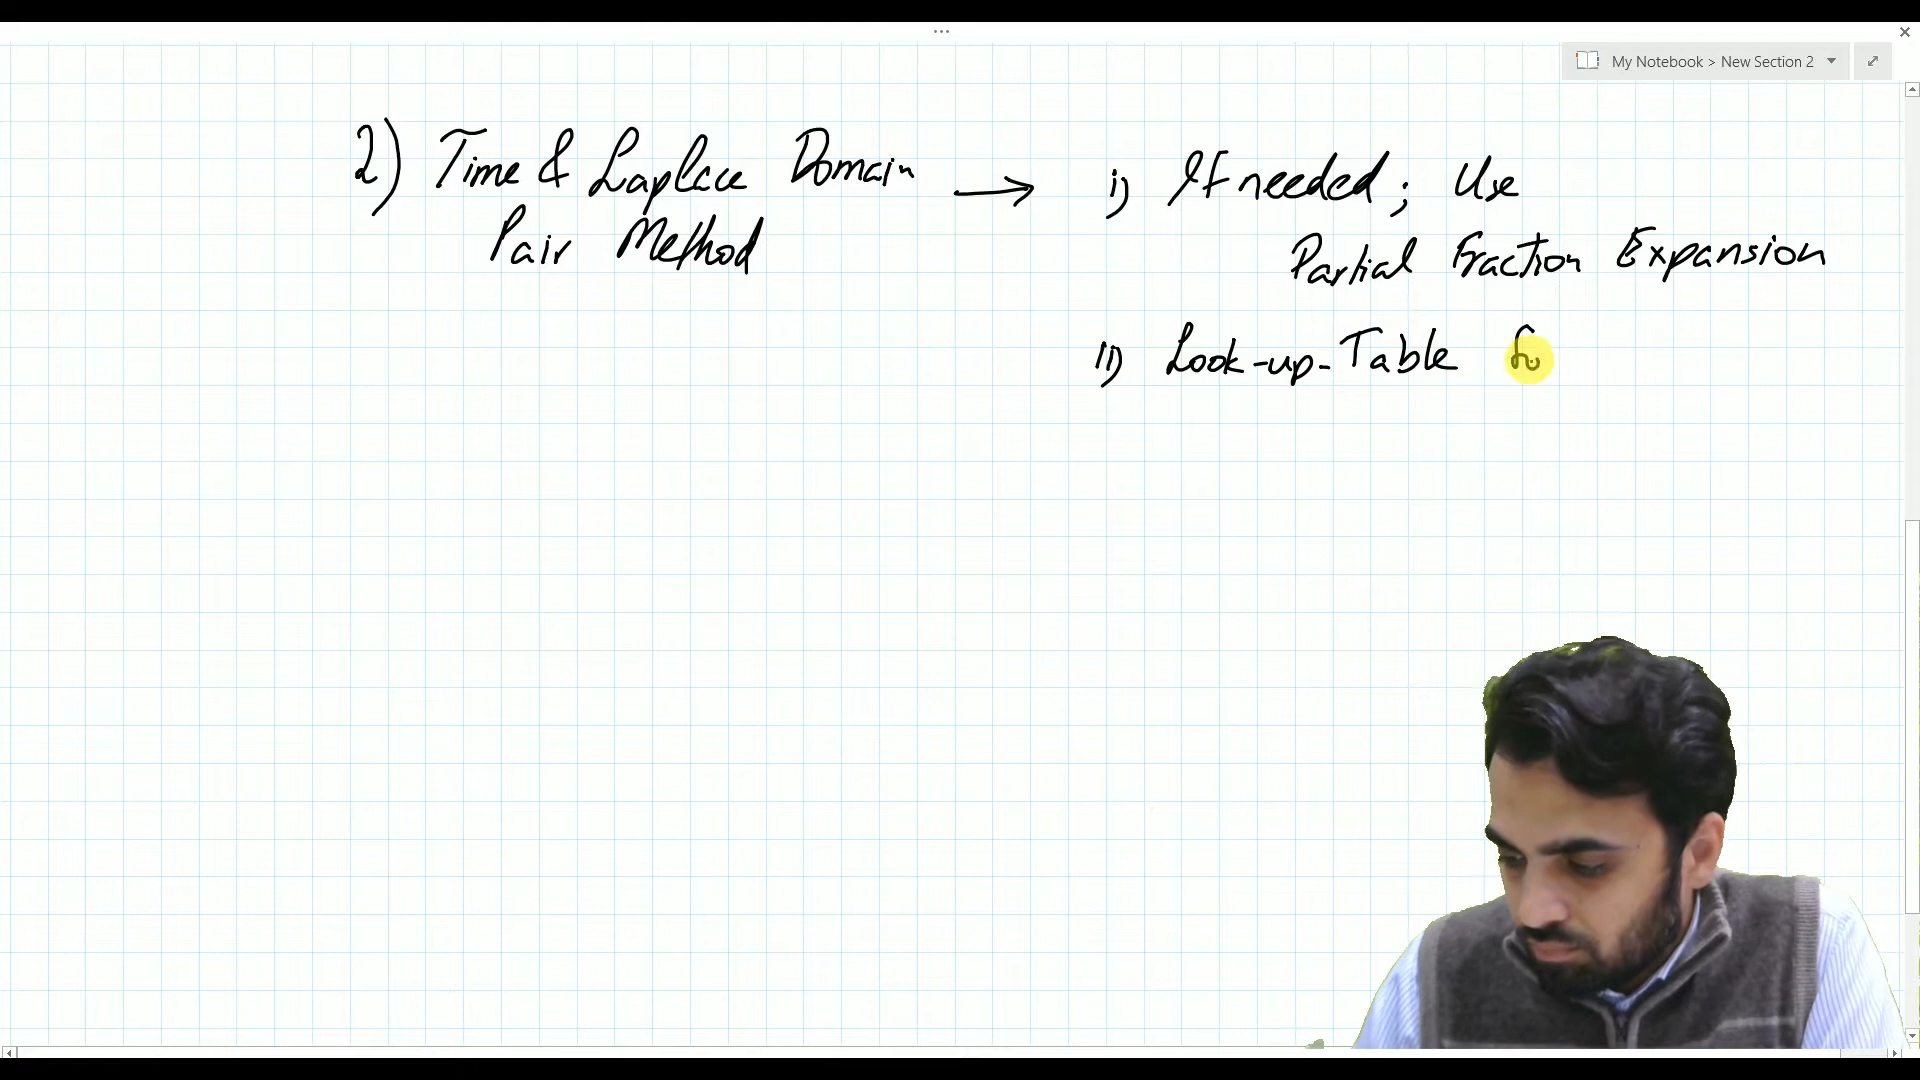 My Notebook > New Section 2
2) Time & Laplace Domain → i) If needed; Use
Pair Method
Partial Fraction Expansion
ii) Look-up-Table